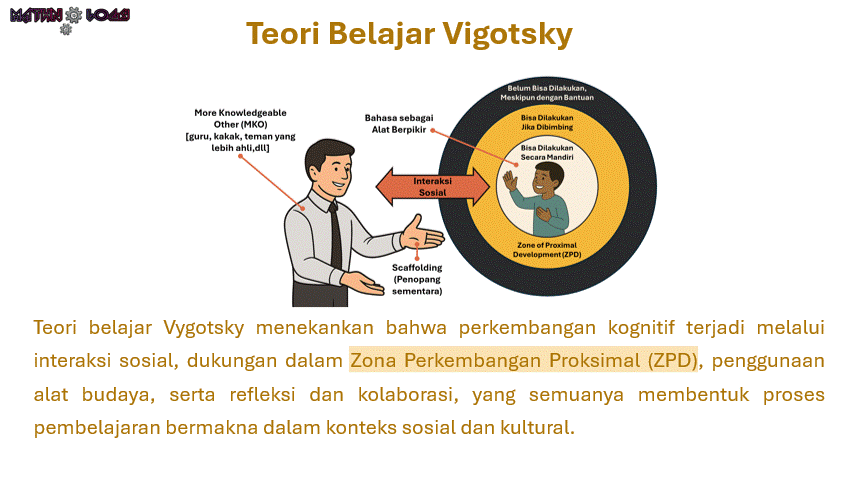 MATHN LOGY
Teori Belajar Vigotsky
Belum Bisa Dilakukan,
Meskipun dengan Bantuan
More Knowledgeable
Other (MKO)
[guru, kakak, teman yang
lebih ahli,dll]
Bahasa sebagai
Alat Berpikir
Bisa Dilakukan
Jika Dibimbing
Bisa Dilakukan
Secara Mandiri
Interaksi
Sosial
Zone of Proximal
Development (ZPD)
Scaffolding
(Penopang
sementara)
Teori belajar Vygotsky menekankan bahwa perkembangan kognitif terjadi melalui
interaksi sosial, dukungan dalam Zona Perkembangan Proksimal (ZPD), penggunaan
alat budaya, serta refleksi dan kolaborasi, yang semuanya membentuk proses
pembelajaran bermakna dalam konteks sosial dan kultural.